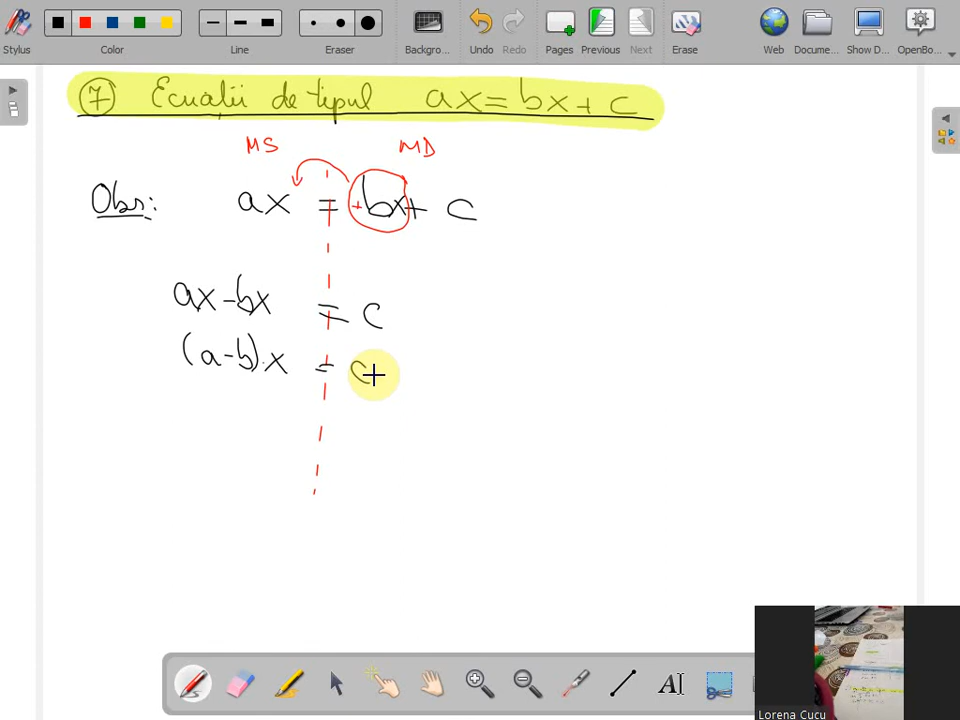 Stylus
Color
Line
Eraser
Backgro...
Undo
Redo
Pages
Previous
Next
Erase
Web
Docume...
Show D...
OpenBo...
7 Ecuații de tipul ax = bx + c
MS MD
Obs: ax = +bx + c
ax - bx = c
(a-b)·x = c
Lorena Cucu